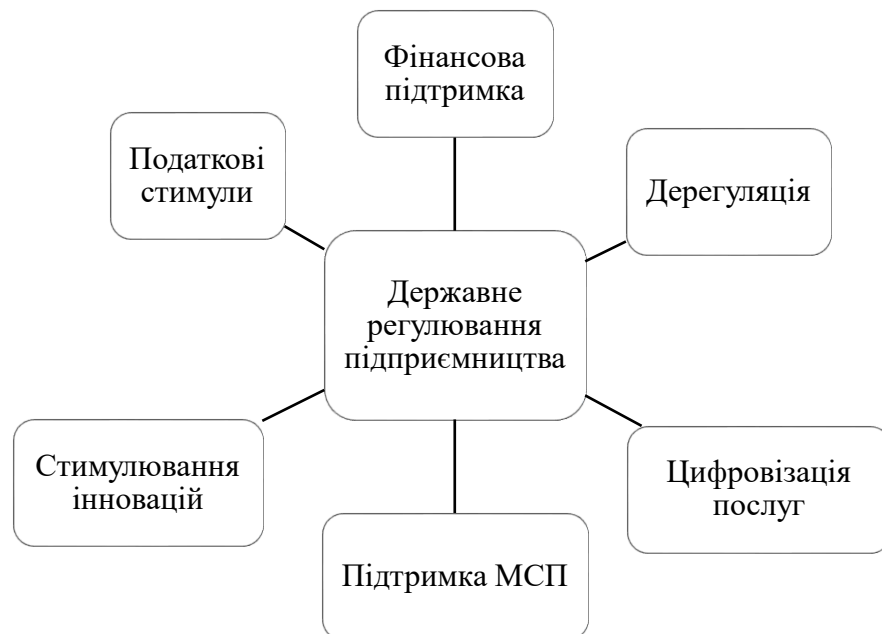 Фінансова
підтримка
Податкові
стимули
Дерегуляція
Державне
регулювання
підприємництва
Стимулювання
інновацій
Цифровізація
послуг
Підтримка МСП